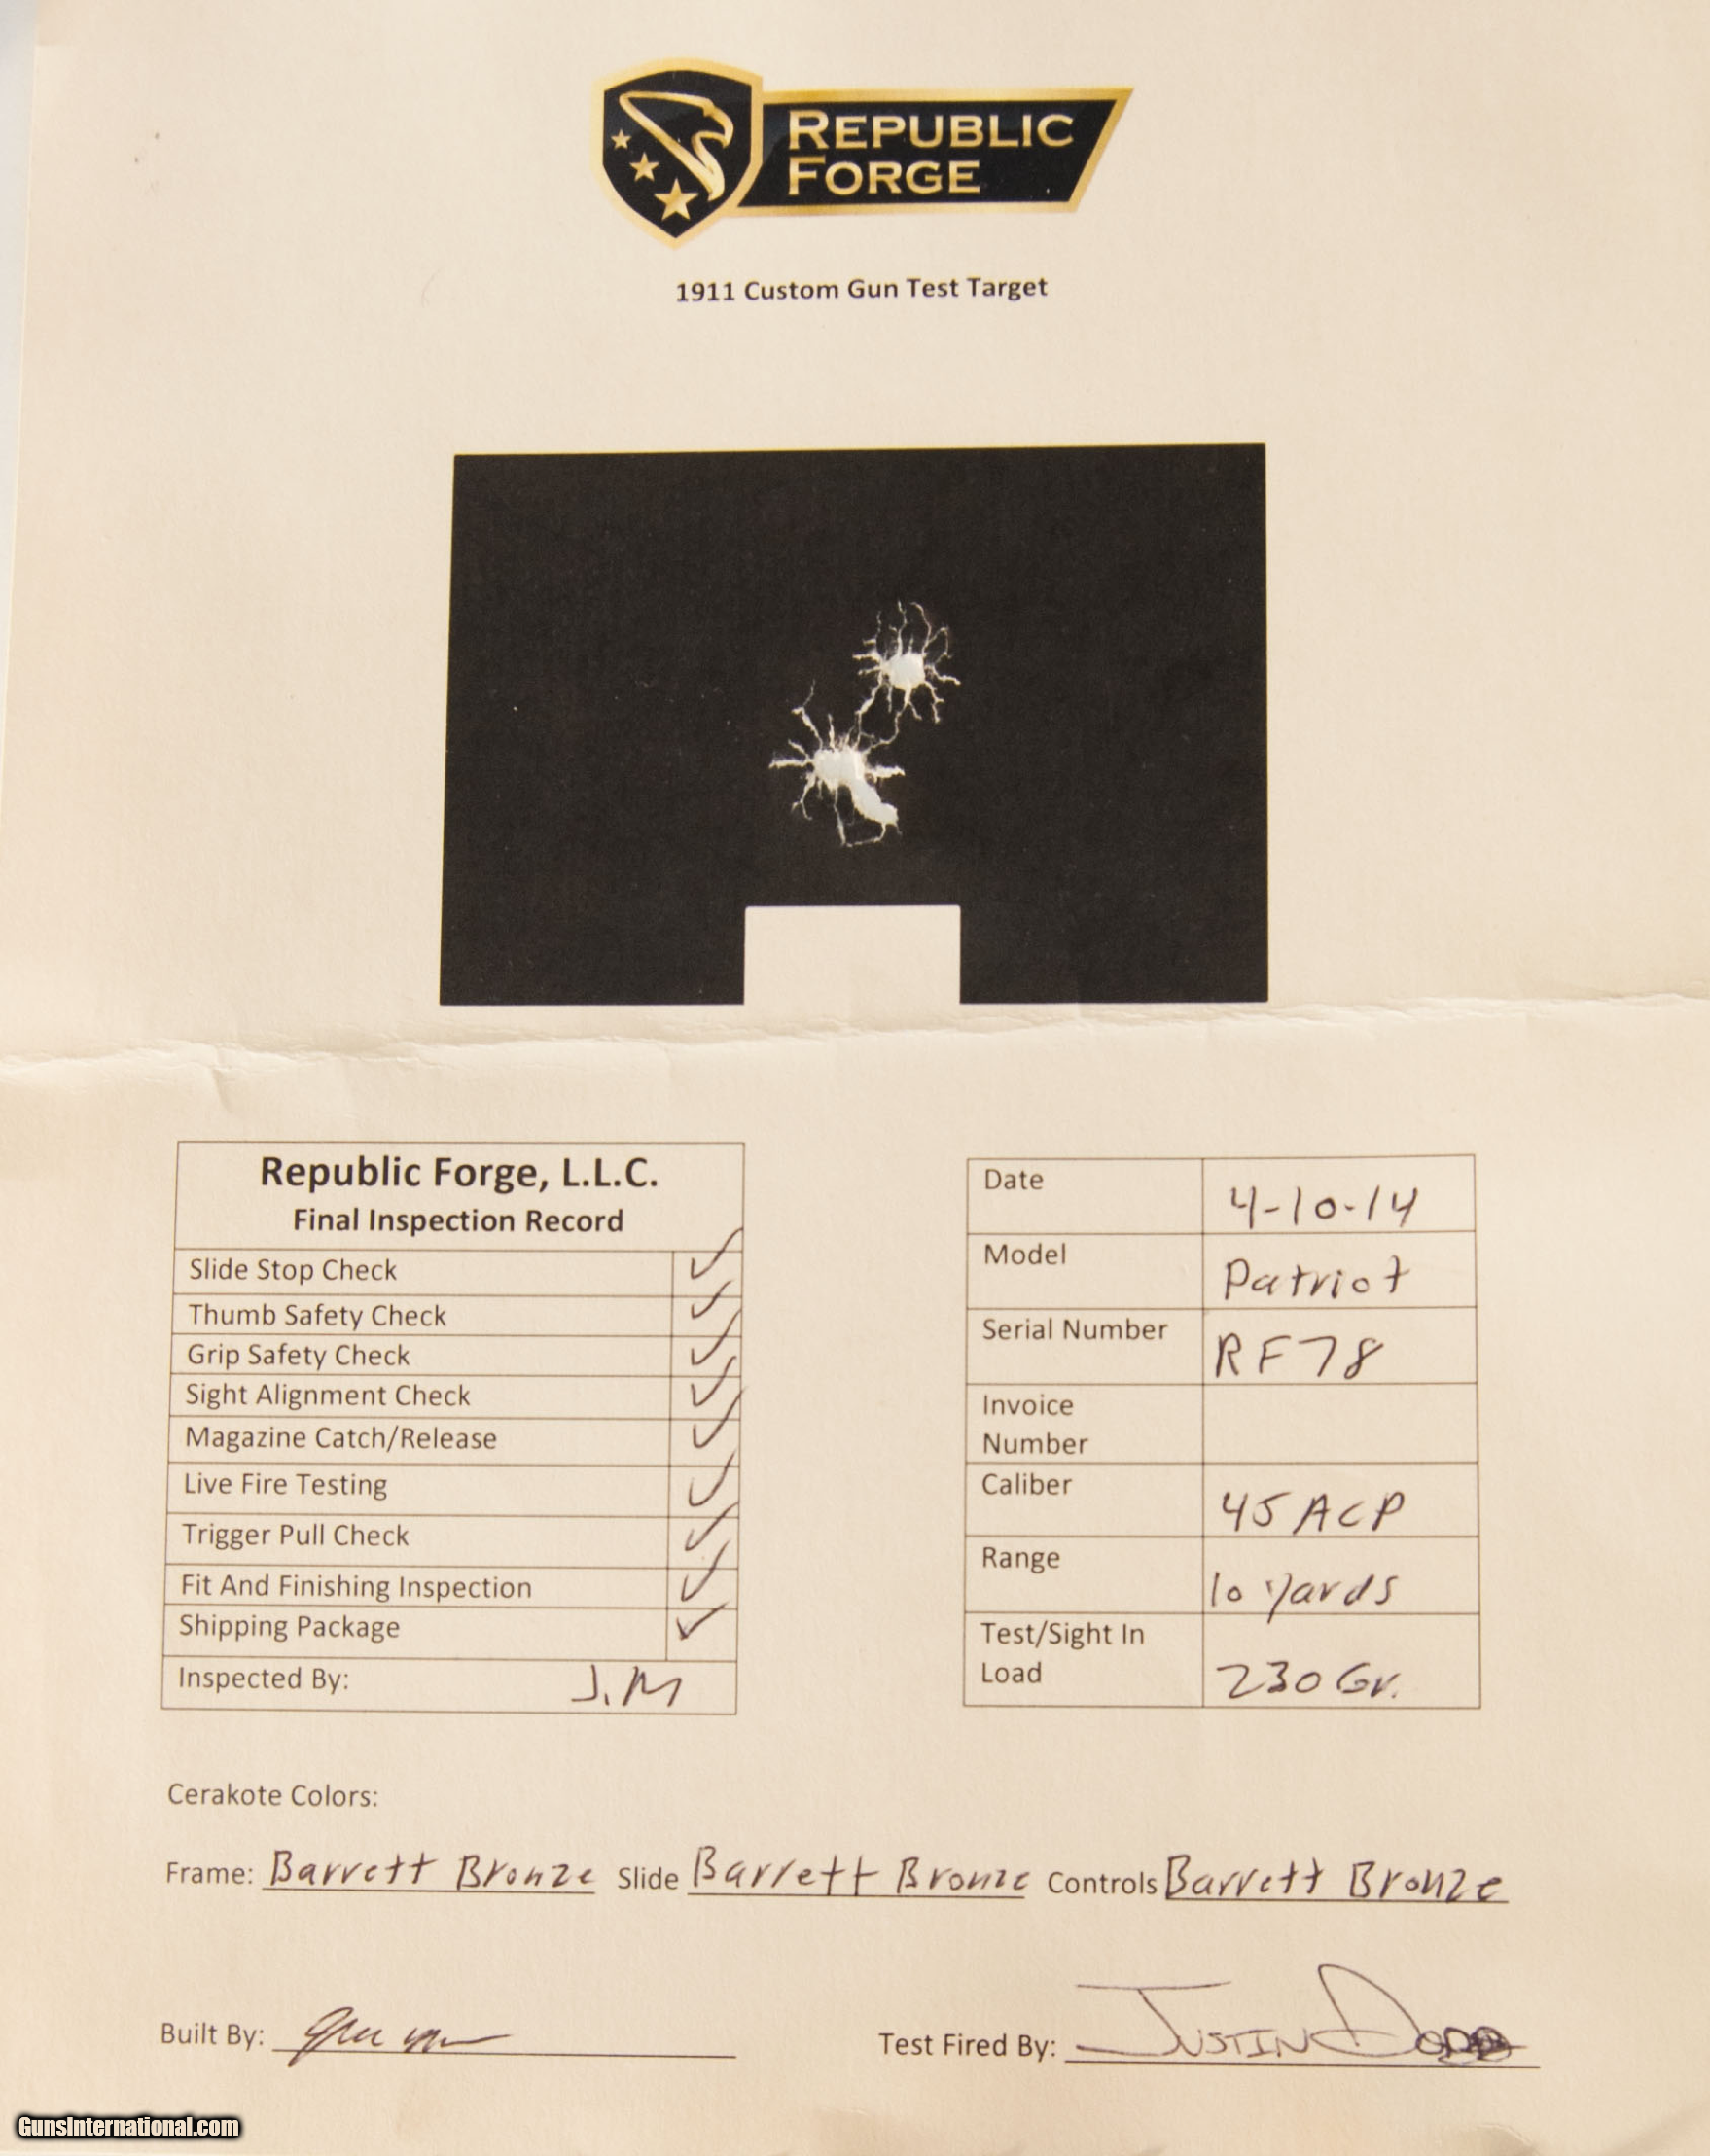 REPUBLIC
FORGE
1911 Custom Gun Test Target
Republic Forge, L.L.C.
Final Inspection Record
Slide Stop Check ✓
Thumb Safety Check ✓
Grip Safety Check ✓
Sight Alignment Check ✓
Magazine Catch/Release ✓
Live Fire Testing ✓
Trigger Pull Check ✓
Fit And Finishing Inspection ✓
Shipping Package ✓
Inspected By: J.M
Date 4-10-14
Model Patriot
Serial Number RF78
Invoice
Number
Caliber 45 ACP
Range 10 yards
Test/Sight In
Load 230 Gr.
Cerakote Colors:
Frame: Barrett Bronze Slide Barrett Bronze Controls Barrett Bronze
Built By: Test Fired By: Justin
GunsInternational.com